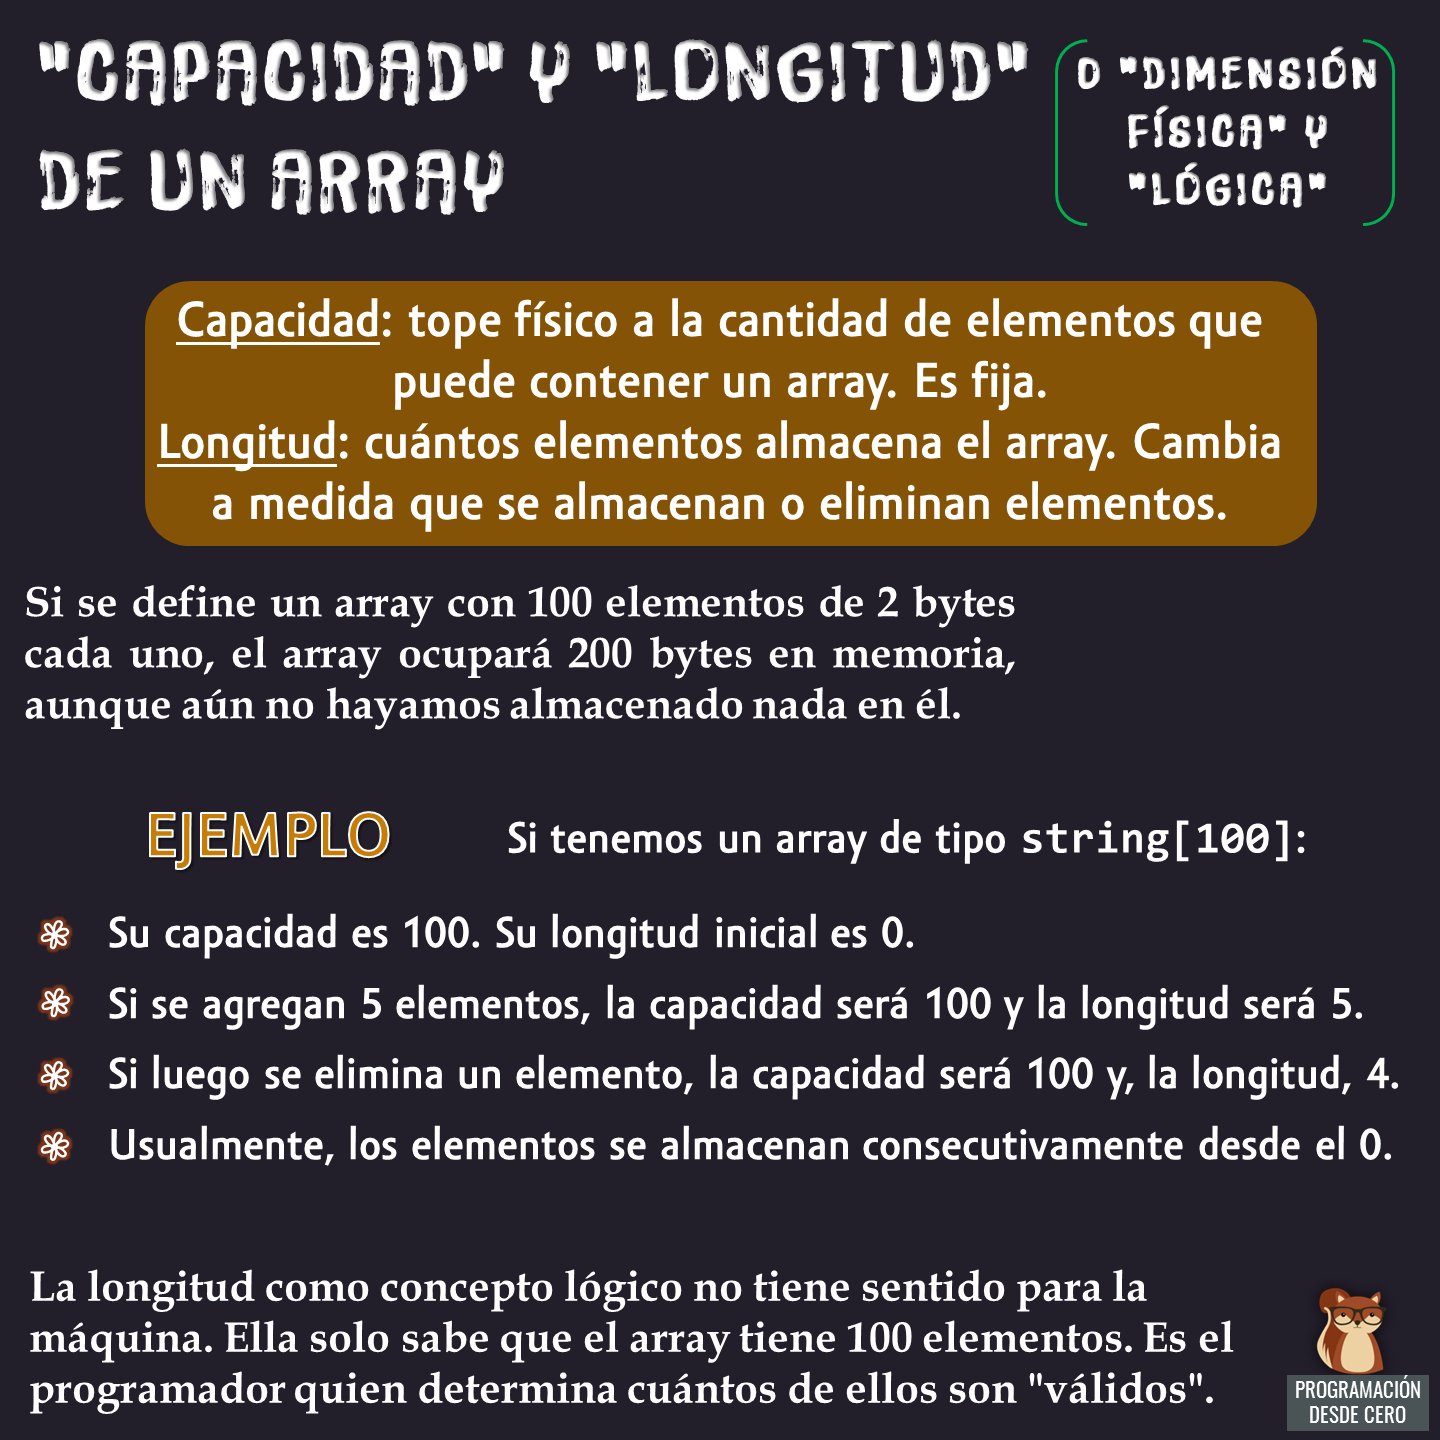 "CAPACIDAD" Y "LONGITUD"
DE UN ARRAY
O "DIMENSIÓN
FÍSICA" Y
"LÓGICA"
Capacidad: tope físico a la cantidad de elementos que
puede contener un array. Es fija.
Longitud: cuántos elementos almacena el array. Cambia
a medida que se almacenan o eliminan elementos.
Si se define un array con 100 elementos de 2 bytes
cada uno, el array ocupará 200 bytes en memoria,
aunque aún no hayamos almacenado nada en él.
EJEMPLO
Si tenemos un array de tipo string[100]:
Su capacidad es 100. Su longitud inicial es 0.
Si se agregan 5 elementos, la capacidad será 100 y la longitud será 5.
Si luego se elimina un elemento, la capacidad será 100 y, la longitud, 4.
Usualmente, los elementos se almacenan consecutivamente desde el 0.
La longitud como concepto lógico no tiene sentido para la
máquina. Ella solo sabe que el array tiene 100 elementos. Es el
programador quien determina cuántos de ellos son "válidos".
PROGRAMACIÓN
DESDE CERO